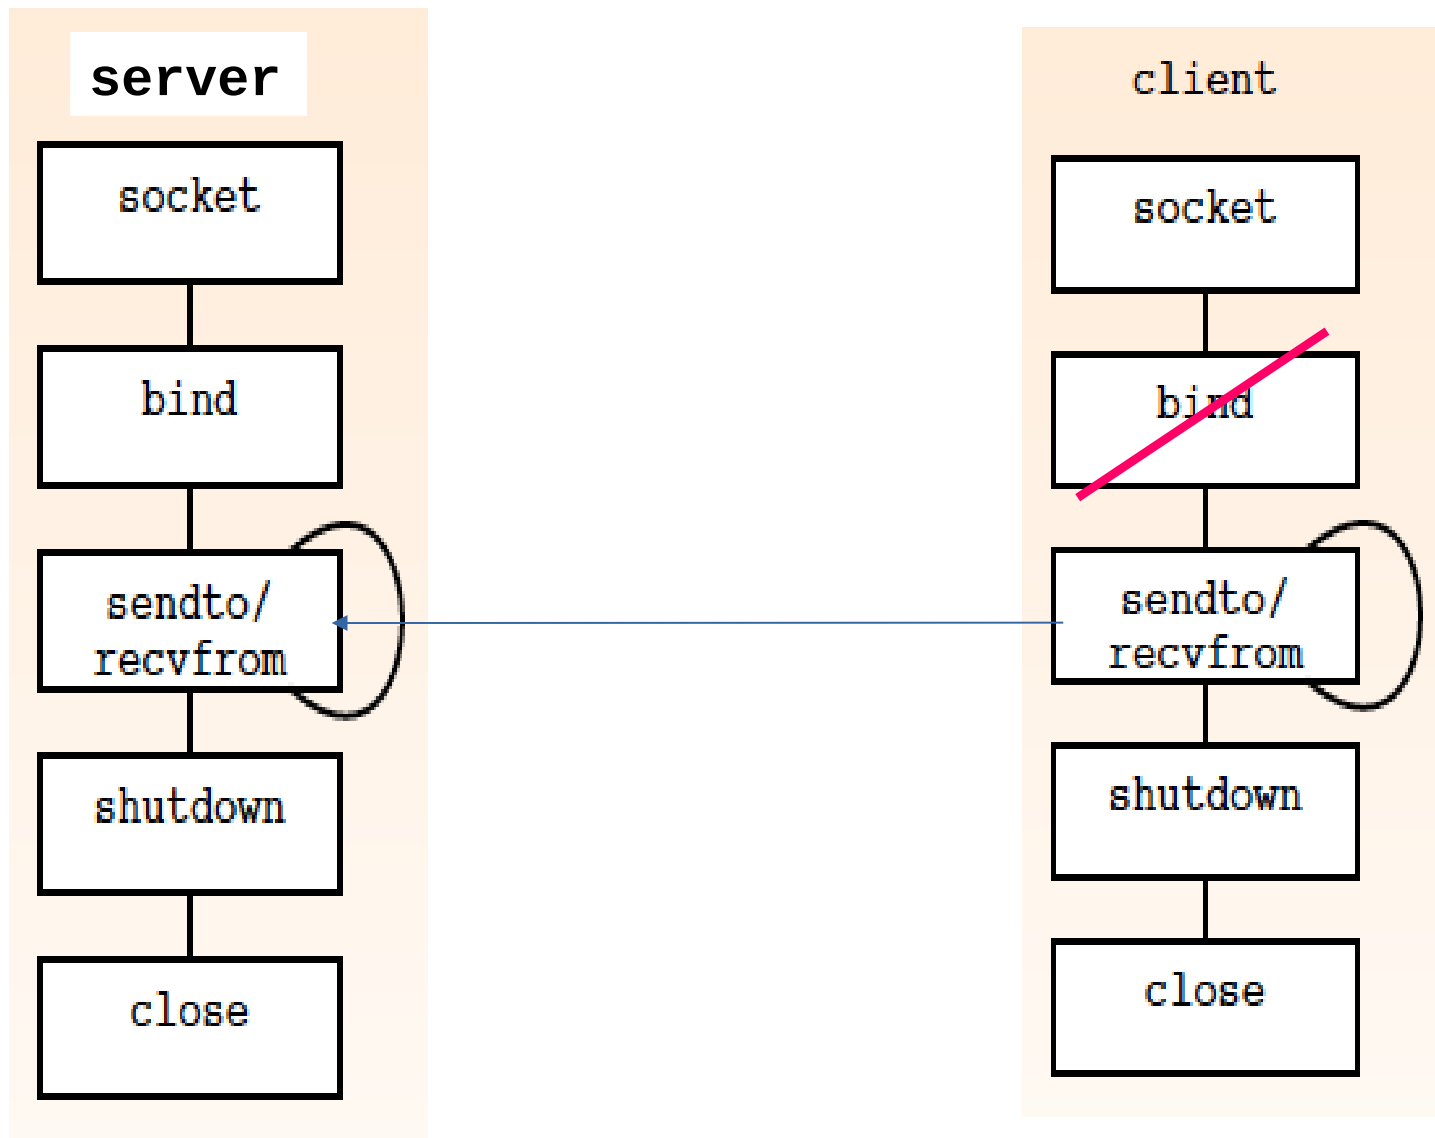 server
socket
bind
sendto/
recvfrom
shutdown
close
client
socket
bind
sendto/
recvfrom
shutdown
close